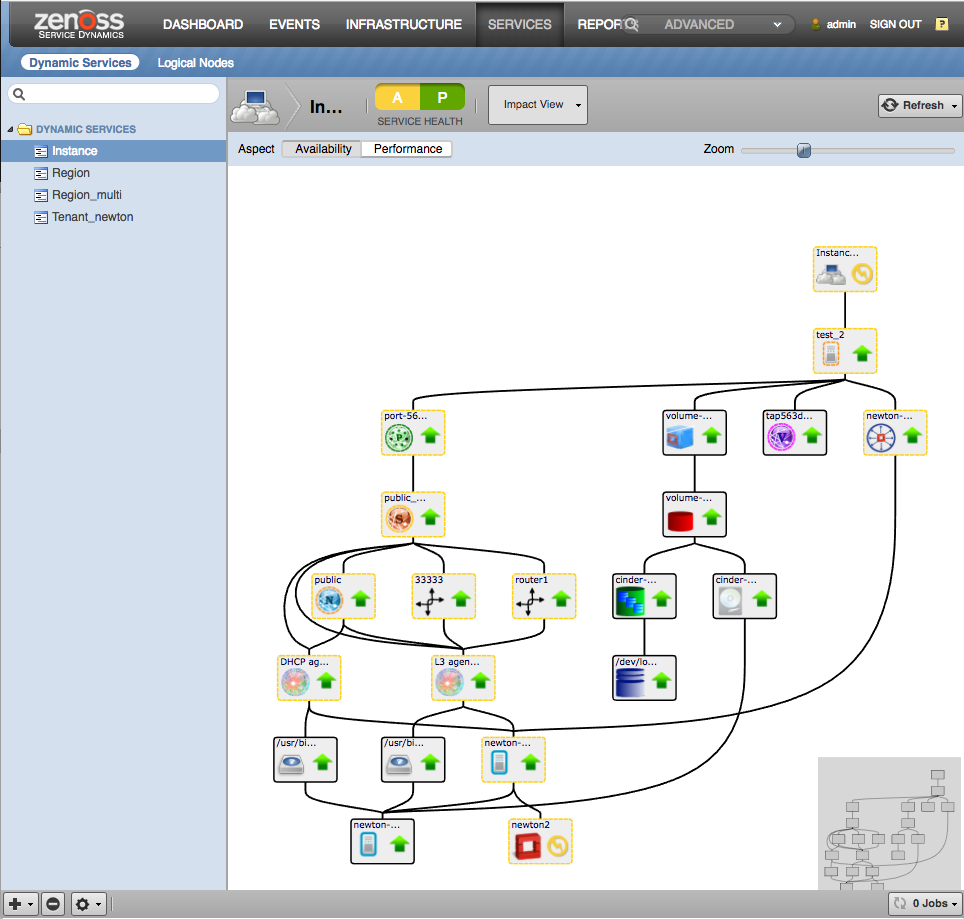 zenoss
SERVICE DYNAMICS
DASHBOARD EVENTS INFRASTRUCTURE SERVICES REPORTS ADVANCED admin SIGN OUT ?
Dynamic Services Logical Nodes
In... A P Impact View Refresh
SERVICE HEALTH
DYNAMIC SERVICES
Aspect Availability Performance Zoom
Instance
Region
Region_multi
Tenant_newton
Instanc...
test_2
port-56... volume-... tap563d... newton-...
public_... volume-...
public 33333 router1 cinder-... cinder-...
DHCP ag... L3 agen... /dev/lo...
/usr/bi... /usr/bi... newton-...
newton-... newton2
0 Jobs